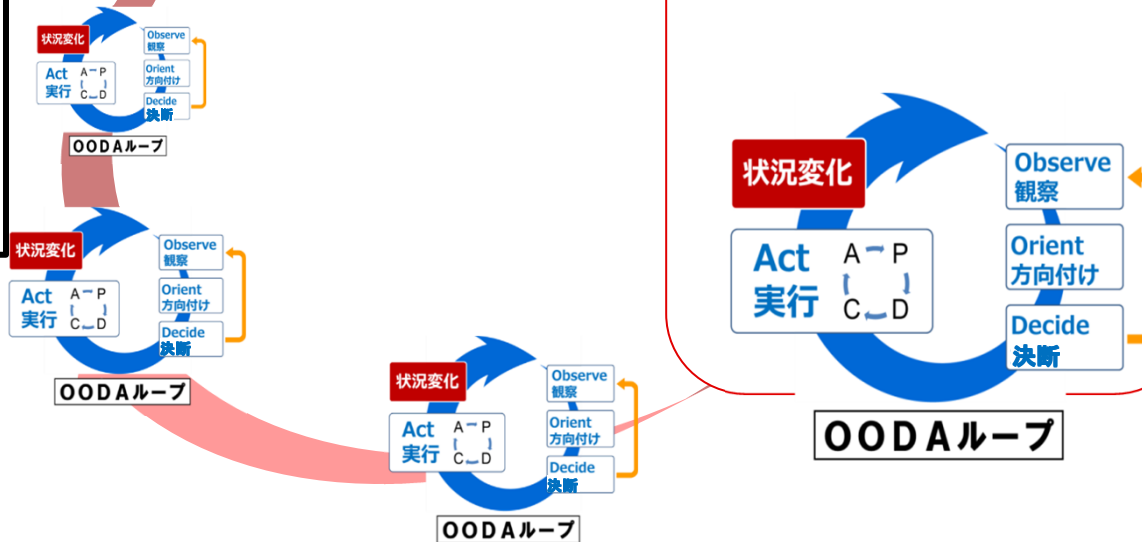 状況変化
Observe
観察
Orient
方向付け
Decide
決断
Act
実行
A P
C D
OODAループ
状況変化
Observe
観察
Orient
方向付け
Decide
決断
Act
実行
A P
C D
OODAループ
状況変化
Observe
観察
Orient
方向付け
Decide
決断
Act
実行
A P
C D
OODAループ
状況変化
Observe
観察
Orient
方向付け
Decide
決断
Act
実行
A P
C D
OODAループ